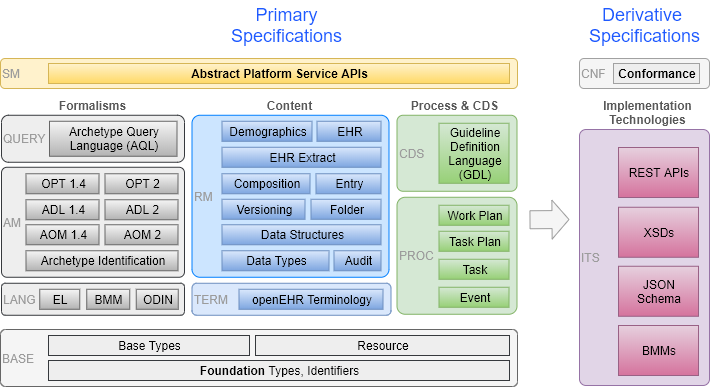 Primary
Specifications
Derivative
Specifications
SM
Abstract Platform Service APIs
CNF
Conformance
Formalisms
Content
Process & CDS
Implementation
Technologies
QUERY
Archetype Query
Language (AQL)
AM
OPT 1.4
OPT 2
ADL 1.4
ADL 2
AOM 1.4
AOM 2
Archetype Identification
LANG
EL
BMM
ODIN
RM
Demographics
EHR
EHR Extract
Composition
Entry
Versioning
Folder
Data Structures
Data Types
Audit
TERM
openEHR Terminology
CDS
Guideline
Definition
Language
(GDL)
PROC
Work Plan
Task Plan
Task
Event
ITS
REST APIs
XSDs
JSON
Schema
BMMs
BASE
Base Types
Resource
Foundation Types, Identifiers